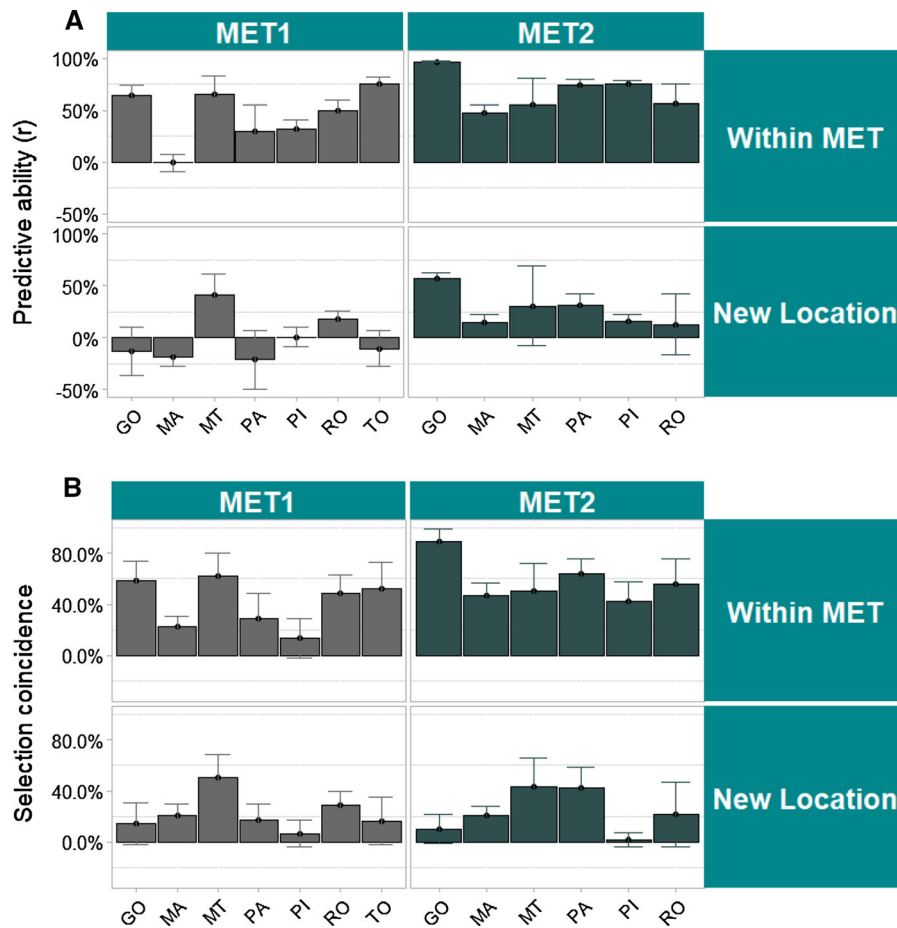 A
MET1 MET2
Predictive ability (r)
100%
50%
0%
-50%
Within MET
100%
50%
0%
-50%
New Location
GO MA MT PA PI RO TO GO MA MT PA PI RO
B
MET1 MET2
Selection coincidence
80.0%
40.0%
0.0%
Within MET
80.0%
40.0%
0.0%
New Location
GO MA MT PA PI RO TO GO MA MT PA PI RO